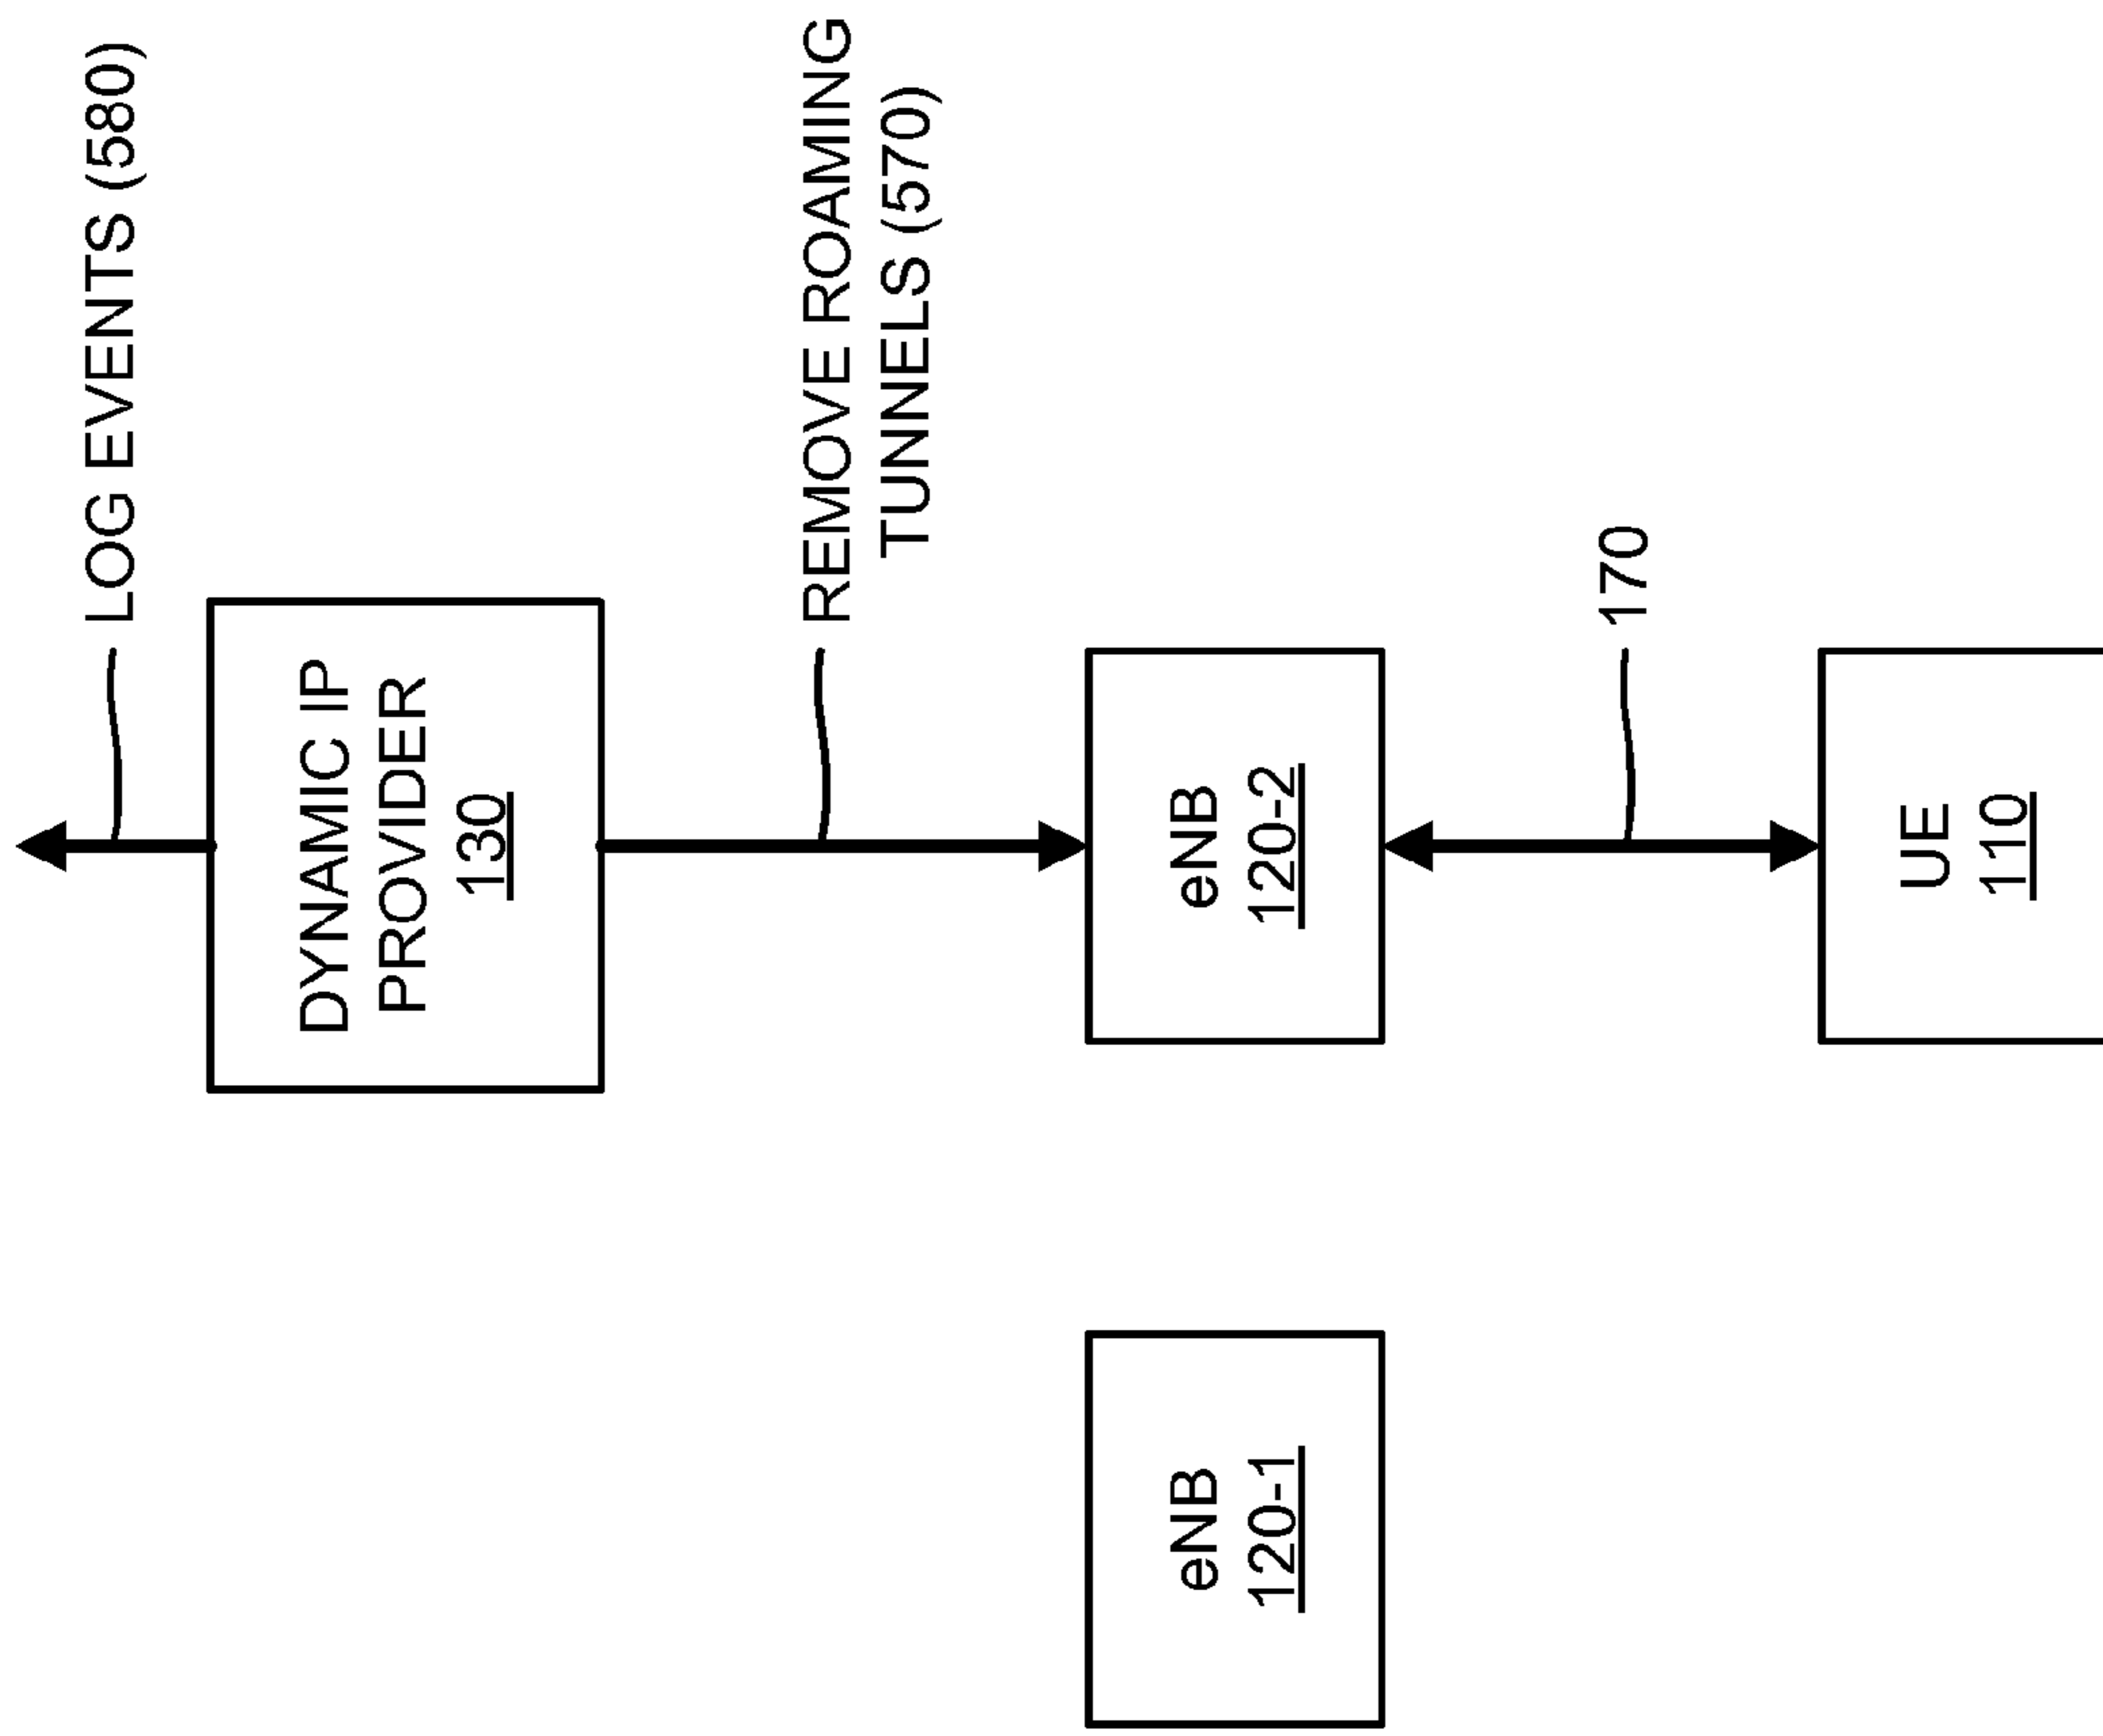 LOG EVENTS (580)
DYNAMIC IP
PROVIDER
130
REMOVE ROAMING
TUNNELS (570)
eNB
120-1
eNB
120-2
170
UE
110